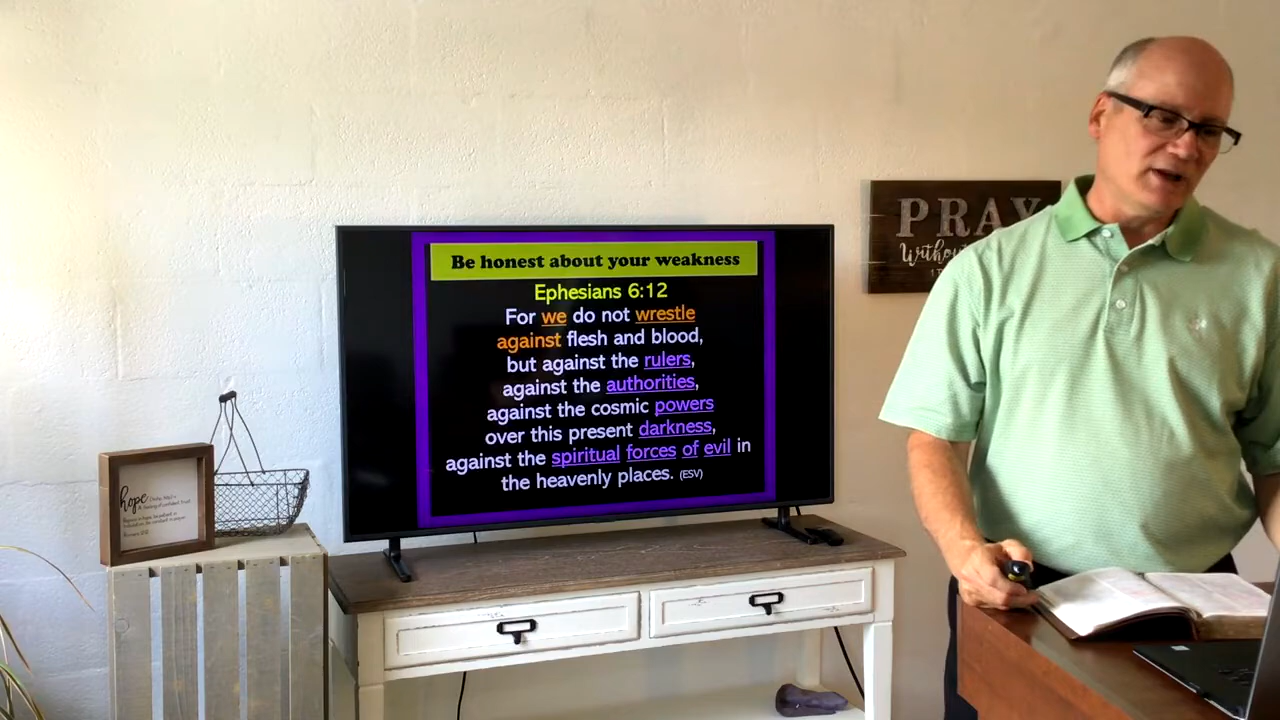 Be honest about your weakness
Ephesians 6:12
For we do not wrestle
against flesh and blood,
but against the rulers,
against the authorities,
against the cosmic powers
over this present darkness,
against the spiritual forces of evil in
the heavenly places. (ESV)
PRAY
hope